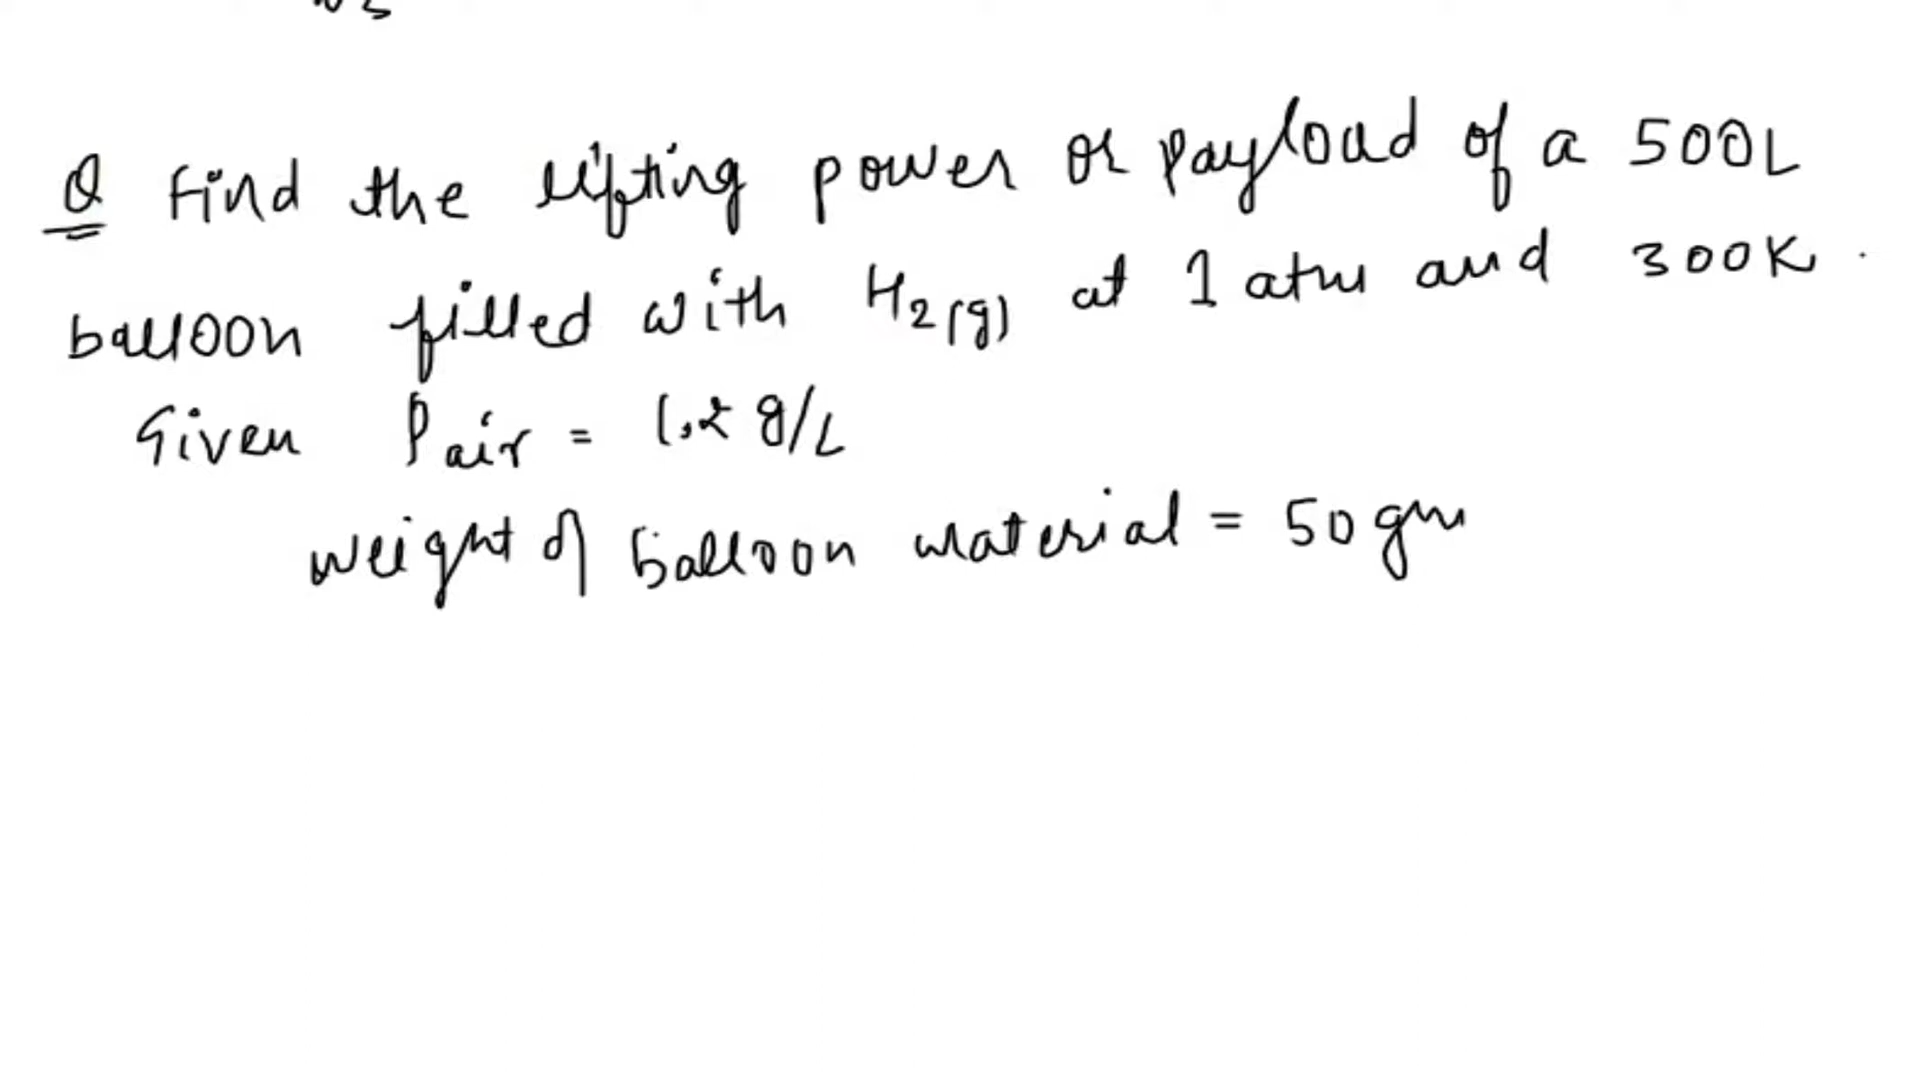 Q Find the lifting power or payload of a 500L
balloon filled with H2(g) at 1 atm and 300K.
Given ρair = 1.2 g/L
weight of balloon material = 50 gm